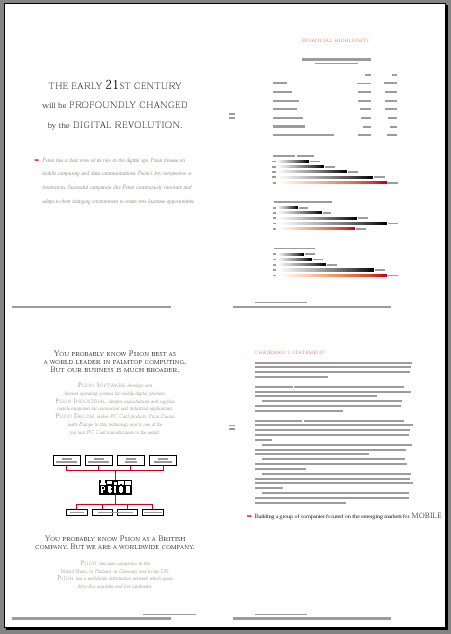 THE EARLY 21ST CENTURY
will be PROFOUNDLY CHANGED
by the DIGITAL REVOLUTION.
Psion has a clear view of its role in the digital age. Psion focuses on
mobile computing and data communications. Psion's key competence is
innovation. Successful companies like Psion continuously innovate and
adapt to their changing environment to create new business opportunities.
FINANCIAL HIGHLIGHTS
YOU PROBABLY KNOW PSION BEST AS
A WORLD LEADER IN PALMTOP COMPUTING.
BUT OUR BUSINESS IS MUCH BROADER.
PSION SOFTWARE develops and
licenses operating systems for mobile digital products.
PSION INDUSTRIAL designs manufactures and supplies
mobile computers for commercial and industrial applications.
PSION DACOM makes PC Card products. Psion Dacom
leads Europe in this technology and is one of the
top two PC Card manufacturers in the world.
PSION
YOU PROBABLY KNOW PSION AS A BRITISH
COMPANY. BUT WE ARE A WORLDWIDE COMPANY.
PSION has sales companies in the
United States, in Holland, in Germany and in the UK.
PSION has a worldwide distribution network which spans
forty-five countries and five continents.
CHAIRMAN'S STATEMENT
Building a group of companies focused on the emerging markets for MOBILE